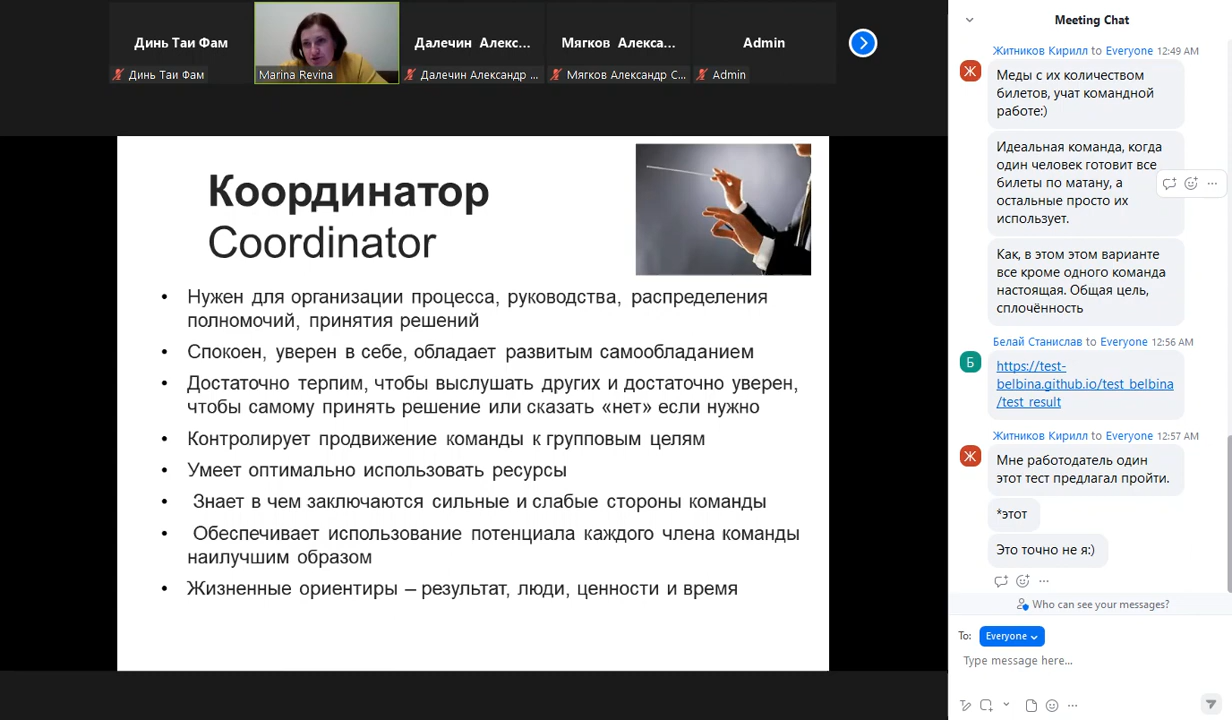 Динь Таи Фам
Далечин Алекс...
Мягков Алекса...
Admin
Динь Таи Фам
Marina Revina
Далечин Александр ...
Мягков Александр С...
Admin
Координатор
Coordinator
• Нужен для организации процесса, руководства, распределения
полномочий, принятия решений
• Спокоен, уверен в себе, обладает развитым самообладанием
• Достаточно терпим, чтобы выслушать других и достаточно уверен,
чтобы самому принять решение или сказать «нет» если нужно
• Контролирует продвижение команды к групповым целям
• Умеет оптимально использовать ресурсы
• Знает в чем заключаются сильные и слабые стороны команды
• Обеспечивает использование потенциала каждого члена команды
наилучшим образом
• Жизненные ориентиры – результат, люди, ценности и время
Meeting Chat
Житников Кирилл to Everyone 12:49 AM
Ж
Меды с их количеством
билетов, учат командной
работе:)
Идеальная команда, когда
один человек готовит все
билеты по матану, а
остальные просто их
использует.
Как, в этом этом варианте
все кроме одного команда
настоящая. Общая цель,
сплочённость
Белай Станислав to Everyone 12:56 AM
Б
https://test-
belbina.github.io/test_belbina
/test_result
Житников Кирилл to Everyone 12:57 AM
Ж
Мне работодатель один
этот тест предлагал пройти.
*этот
Это точно не я:)
Who can see your messages?
To: Everyone
Type message here...